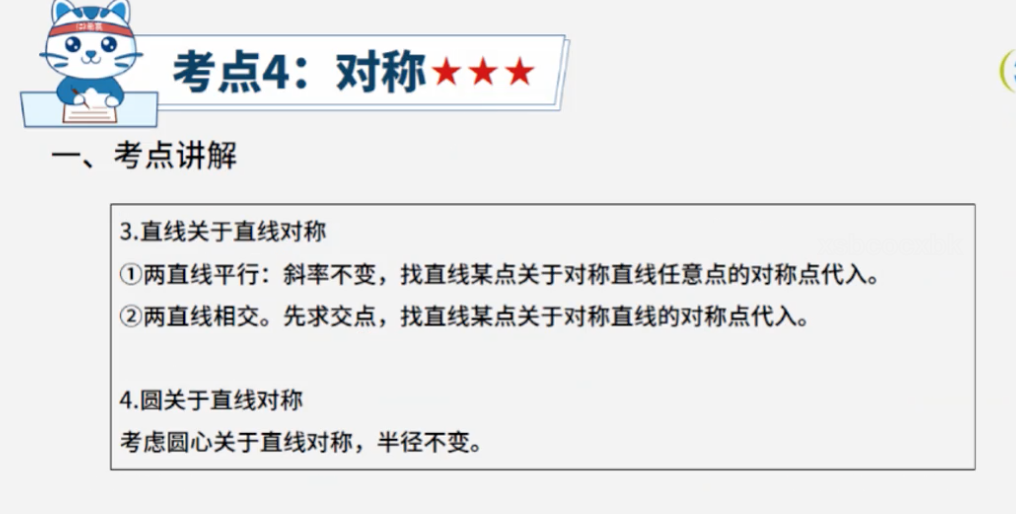 考点4：对称★★★
一、考点讲解
3.直线关于直线对称
①两直线平行：斜率不变，找直线某点关于对称直线任意点的对称点代入。
②两直线相交。先求交点，找直线某点关于对称直线的对称点代入。
4.圆关于直线对称
考虑圆心关于直线对称，半径不变。